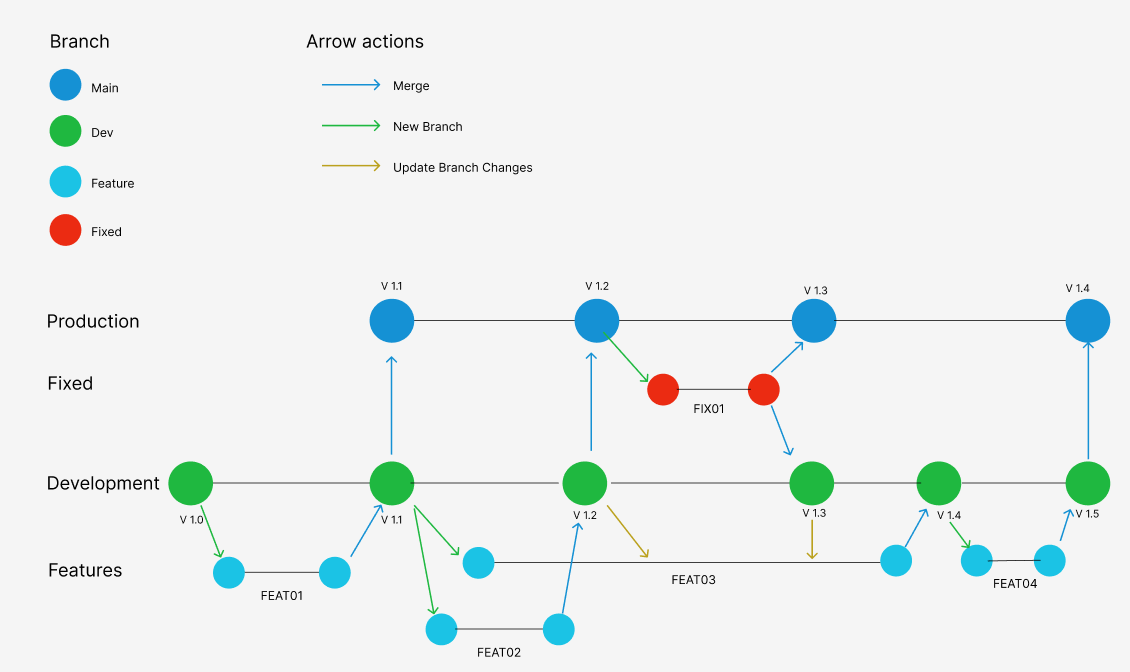 Branch
Arrow actions
Main
Merge
Dev
New Branch
Feature
Update Branch Changes
Fixed
V 1.1
V 1.2
V 1.3
V 1.4
Production
Fixed
FIX01
Development
V 1.0
V 1.1
V 1.2
V 1.3
V 1.4
V 1.5
Features
FEAT01
FEAT03
FEAT04
FEAT02